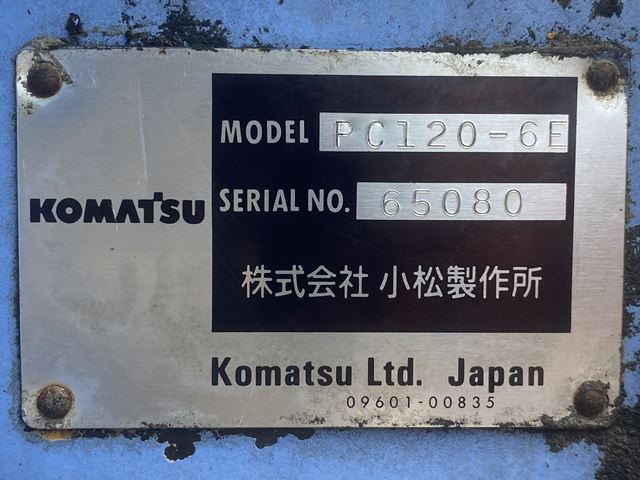 MODEL PC120-6E
KOMATSU
SERIAL NO. 65080
株式会社 小松製作所
Komatsu Ltd. Japan
09601-00835